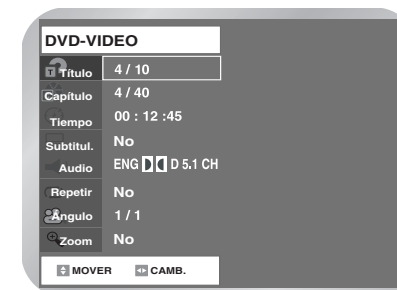 DVD-VIDEO
Título 4 / 10
Capítulo 4 / 40
Tiempo 00 : 12 :45
Subtitul. No
Audio ENG D 5.1 CH
Repetir No
Ángulo 1 / 1
Zoom No
MOVER CAMB.